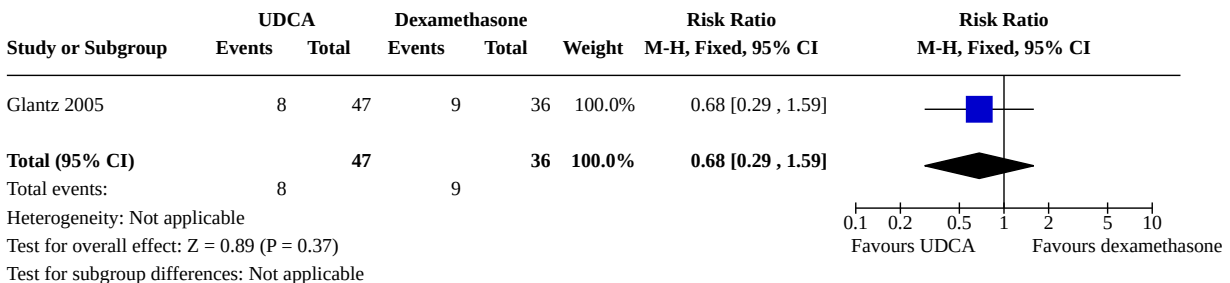 UDCA Dexamethasone Risk Ratio Risk Ratio
Study or Subgroup Events Total Events Total Weight M-H, Fixed, 95% CI M-H, Fixed, 95% CI
Glantz 2005 8 47 9 36 100.0% 0.68 [0.29 , 1.59]
Total (95% CI) 47 36 100.0% 0.68 [0.29 , 1.59]
Total events: 8 9
Heterogeneity: Not applicable
0.1 0.2 0.5 1 2 5 10
Test for overall effect: Z = 0.89 (P = 0.37)
Favours UDCA Favours dexamethasone
Test for subgroup differences: Not applicable